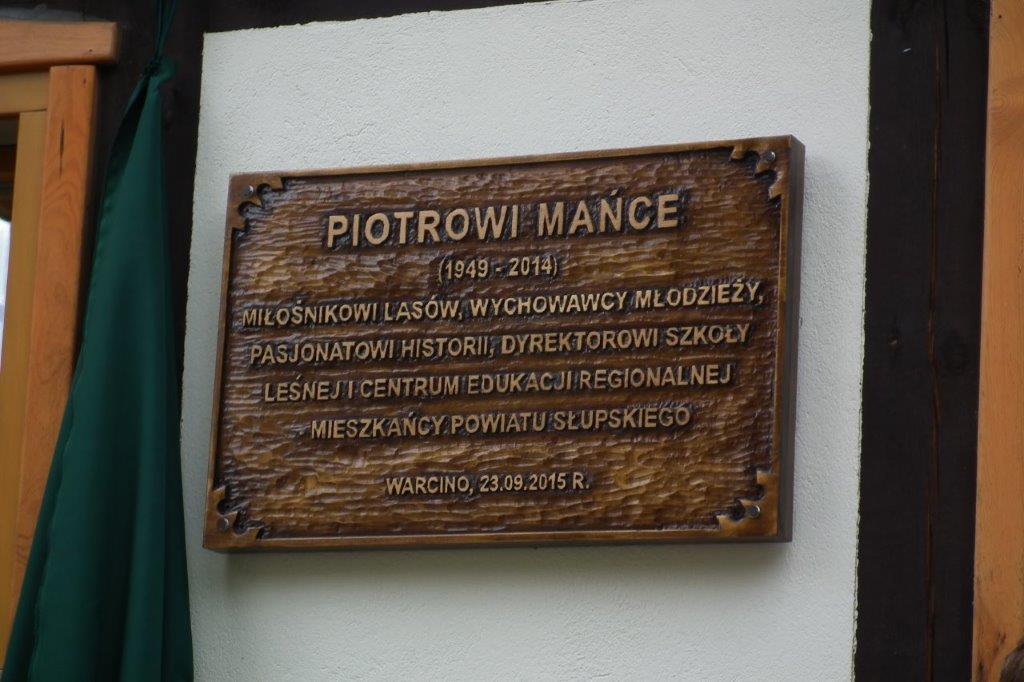 PIOTROWI MAŃCE
(1949 - 2014)
MIŁOŚNIKOWI LASÓW, WYCHOWAWCY MŁODZIEŻY,
PASJONATOWI HISTORII, DYREKTOROWI SZKOŁY
LEŚNEJ I CENTRUM EDUKACJI REGIONALNEJ
MIESZKAŃCY POWIATU SŁUPSKIEGO
WARCINO, 23.09.2015 R.